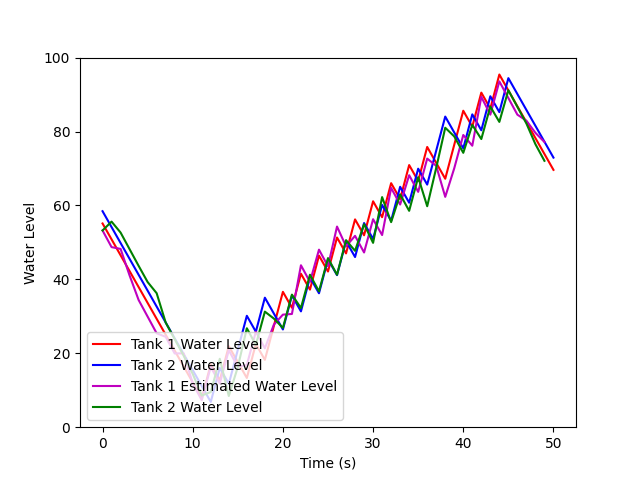 100
80
60
40
20
0
Water Level
Tank 1 Water Level
Tank 2 Water Level
Tank 1 Estimated Water Level
Tank 2 Water Level
0 10 20 30 40 50
Time (s)